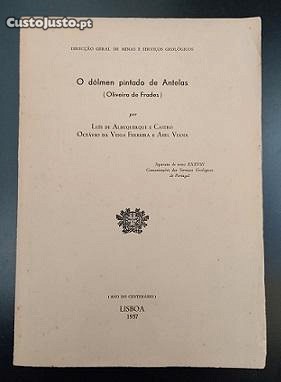 CustoJusto.pt
DIRECÇÃO GERAL DE MINAS E SERVIÇOS GEOLÓGICOS
O dólmen pintado de Antelas
(Oliveira de Frades)
por
LUÍS DE ALBUQUERQUE E CASTRO
OCTÁVIO DA VEIGA FERREIRA E ABEL VIANA
Separata do tomo XXXVIII
Comunicações dos Serviços Geológicos
de Portugal
(ANO DO CENTENÁRIO)
LISBOA
1957